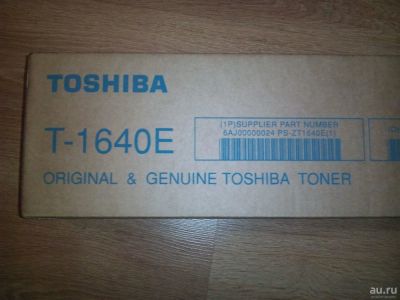 TOSHIBA
(1P)SUPPLIER PART NUMBER
6AJ00000024 PS-ZT1640E(1)
T-1640E
ORIGINAL & GENUINE TOSHIBA TONER
au.ru